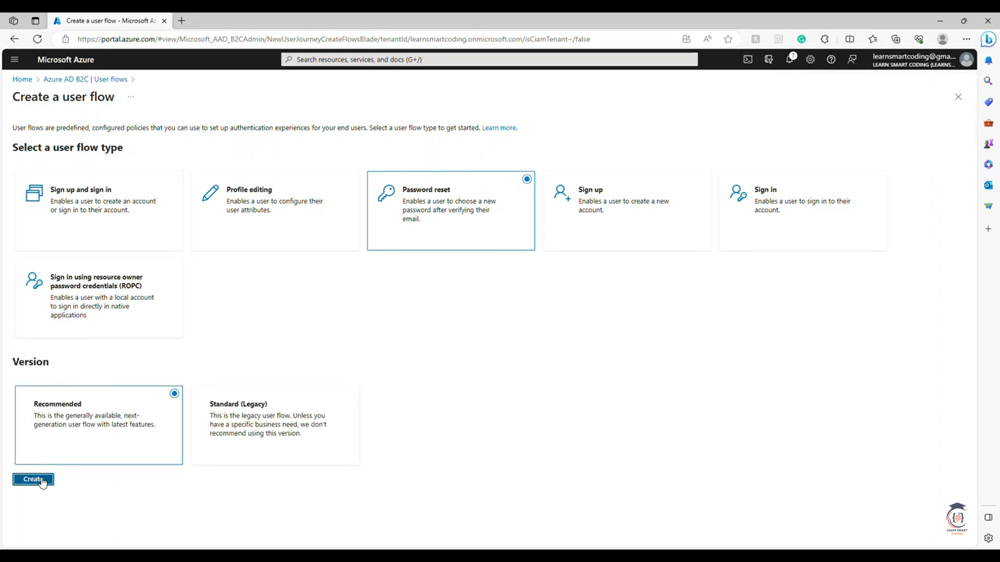 Create a user flow - Microsoft Az
https://portal.azure.com/#view/Microsoft_AAD_B2CAdmin/NewUserJourneyCreateFlowsBlade/tenantId/learnsmartcoding.onmicrosoft.com/isCiamTenant~/false
Microsoft Azure
Search resources, services, and docs (G+/)
7
learnsmartcoding@gma...
LEARN SMART CODING (LEARNS...
Home > Azure AD B2C | User flows >
Create a user flow ...
User flows are predefined, configured policies that you can use to set up authentication experiences for your end users. Select a user flow type to get started. Learn more.
Select a user flow type
Sign up and sign in
Enables a user to create an account
or sign in to their account.
Profile editing
Enables a user to configure their
user attributes.
Password reset
Enables a user to choose a new
password after verifying their
email.
Sign up
Enables a user to create a new
account.
Sign in
Enables a user to sign in to their
account.
Sign in using resource owner
password credentials (ROPC)
Enables a user with a local account
to sign in directly in native
applications
Version
Recommended
This is the generally available, next-
generation user flow with latest features.
Standard (Legacy)
This is the legacy user flow. Unless you
have a specific business need, we don't
recommend using this version.
Create
LEARN SMART
CODING